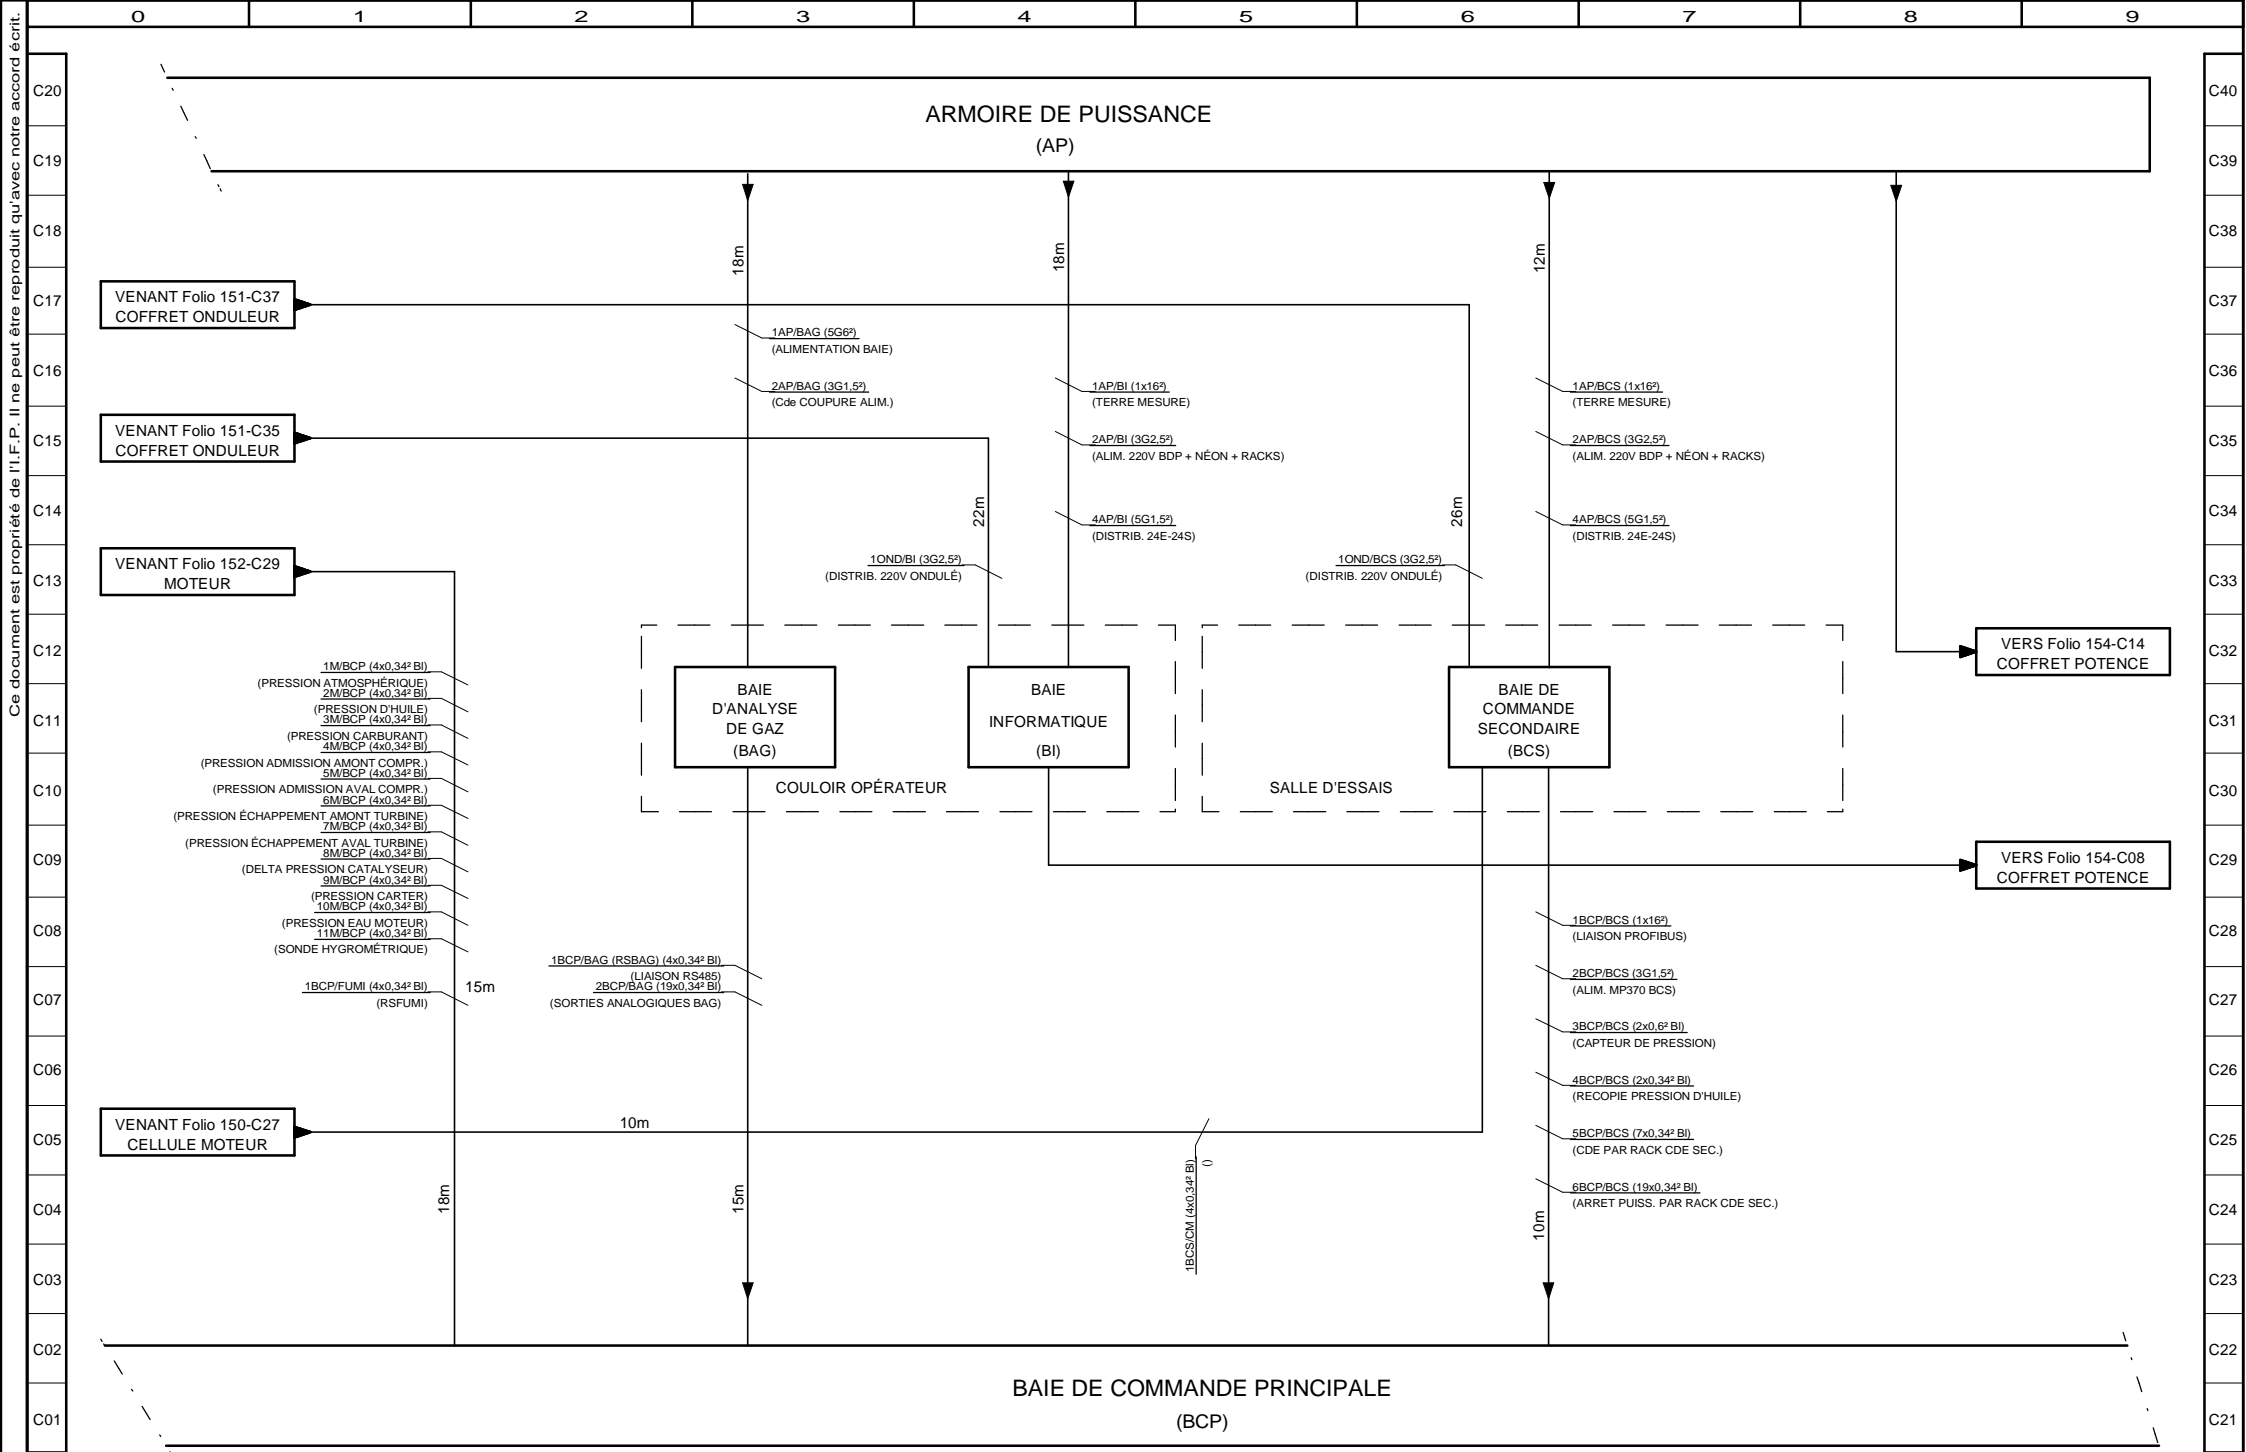 0 1 2 3 4 5 6 7 8 9
Ce document est propriété de l'I.F.P. Il ne peut être reproduit qu'avec notre accord écrit.
C20
C19
C18
C17
C16
C15
C14
C13
C12
C11
C10
C09
C08
C07
C06
C05
C04
C03
C02
C01
ARMOIRE DE PUISSANCE
(AP)
18m
18m
12m
VENANT Folio 151-C37
COFFRET ONDULEUR
1AP/BAG (5G6²)
(ALIMENTATION BAIE)
2AP/BAG (3G1,5²)
(Cde COUPURE ALIM.)
1AP/BI (1x16²)
(TERRE MESURE)
1AP/BCS (1x16²)
(TERRE MESURE)
VENANT Folio 151-C35
COFFRET ONDULEUR
2AP/BI (3G2,5²)
(ALIM. 220V BDP + NÉON + RACKS)
2AP/BCS (3G2,5²)
(ALIM. 220V BDP + NÉON + RACKS)
22m
26m
4AP/BI (5G1,5²)
(DISTRIB. 24E-24S)
4AP/BCS (5G1,5²)
(DISTRIB. 24E-24S)
VENANT Folio 152-C29
MOTEUR
1OND/BI (3G2,5²)
(DISTRIB. 220V ONDULÉ)
1OND/BCS (3G2,5²)
(DISTRIB. 220V ONDULÉ)
VERS Folio 154-C14
COFFRET POTENCE
BAIE
D'ANALYSE
DE GAZ
(BAG)
BAIE
INFORMATIQUE
(BI)
BAIE DE
COMMANDE
SECONDAIRE
(BCS)
COULOIR OPÉRATEUR
SALLE D'ESSAIS
1M/BCP (4x0,34² BI)
(PRESSION ATMOSPHÉRIQUE)
2M/BCP (4x0,34² BI)
(PRESSION D'HUILE)
3M/BCP (4x0,34² BI)
(PRESSION CARBURANT)
4M/BCP (4x0,34² BI)
(PRESSION ADMISSION AMONT COMPR.)
5M/BCP (4x0,34² BI)
(PRESSION ADMISSION AVAL COMPR.)
6M/BCP (4x0,34² BI)
(PRESSION ÉCHAPPEMENT AMONT TURBINE)
7M/BCP (4x0,34² BI)
(PRESSION ÉCHAPPEMENT AVAL TURBINE)
8M/BCP (4x0,34² BI)
(DELTA PRESSION CATALYSEUR)
9M/BCP (4x0,34² BI)
(PRESSION CARTER)
10M/BCP (4x0,34² BI)
(PRESSION EAU MOTEUR)
11M/BCP (4x0,34² BI)
(SONDE HYGROMÉTRIQUE)
1BCP/FUMI (4x0,34² BI)
(RSFUMI)
15m
VERS Folio 154-C08
COFFRET POTENCE
1BCP/BAG (RSBAG) (4x0,34² BI)
(LIAISON RS485)
2BCP/BAG (19x0,34² BI)
(SORTIES ANALOGIQUES BAG)
1BCP/BCS (1x16²)
(LIAISON PROFIBUS)
2BCP/BCS (3G1,5²)
(ALIM. MP370 BCS)
3BCP/BCS (2x0,6² BI)
(CAPTEUR DE PRESSION)
4BCP/BCS (2x0,34² BI)
(RECOPIE PRESSION D'HUILE)
5BCP/BCS (7x0,34² BI)
(CDE PAR RACK CDE SEC.)
6BCP/BCS (19x0,34² BI)
(ARRET PUISS. PAR RACK CDE SEC.)
VENANT Folio 150-C27
CELLULE MOTEUR
10m
1BCS/CM (4x0,34² BI)
()
18m
15m
10m
BAIE DE COMMANDE PRINCIPALE
(BCP)
C40
C39
C38
C37
C36
C35
C34
C33
C32
C31
C30
C29
C28
C27
C26
C25
C24
C23
C22
C21